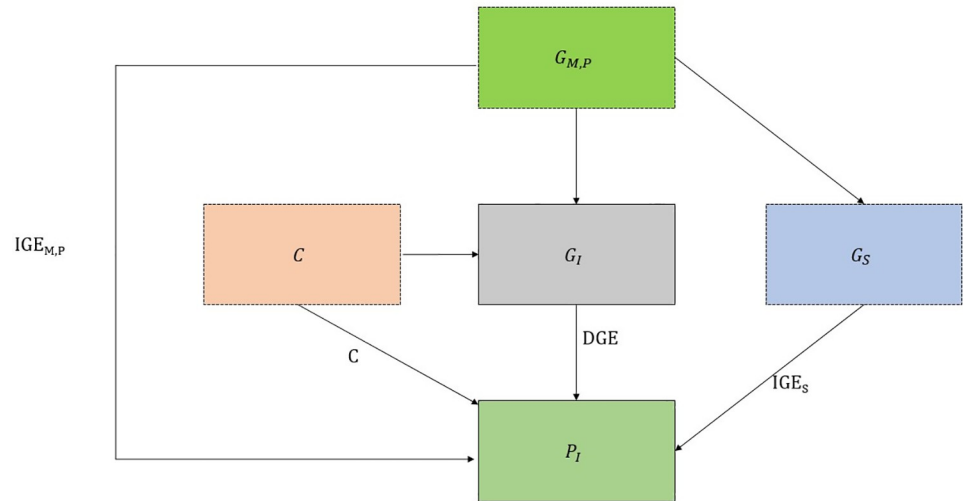 G_{M,P}
IGE_{M,P}
C
G_I
G_S
C
DGE
IGE_S
P_I